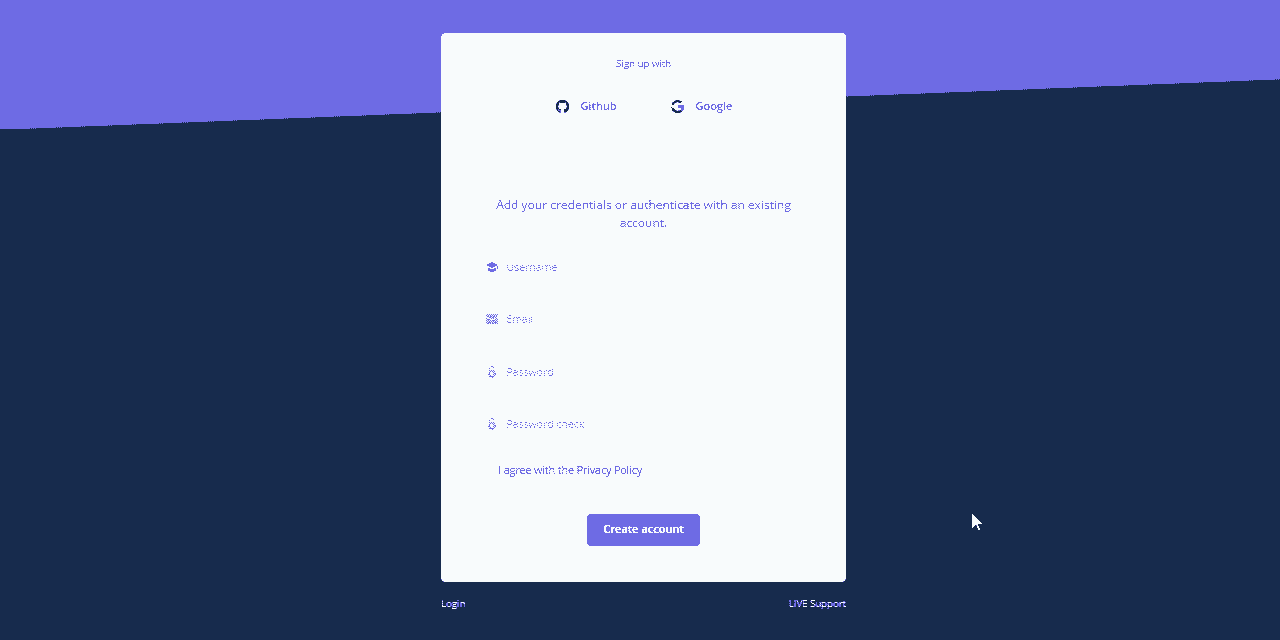 Sign up with
Github
Google
Add your credentials or authenticate with an existing
account.
Username
Email
Password
Password check
I agree with the Privacy Policy
Create account
Login
LIVE Support